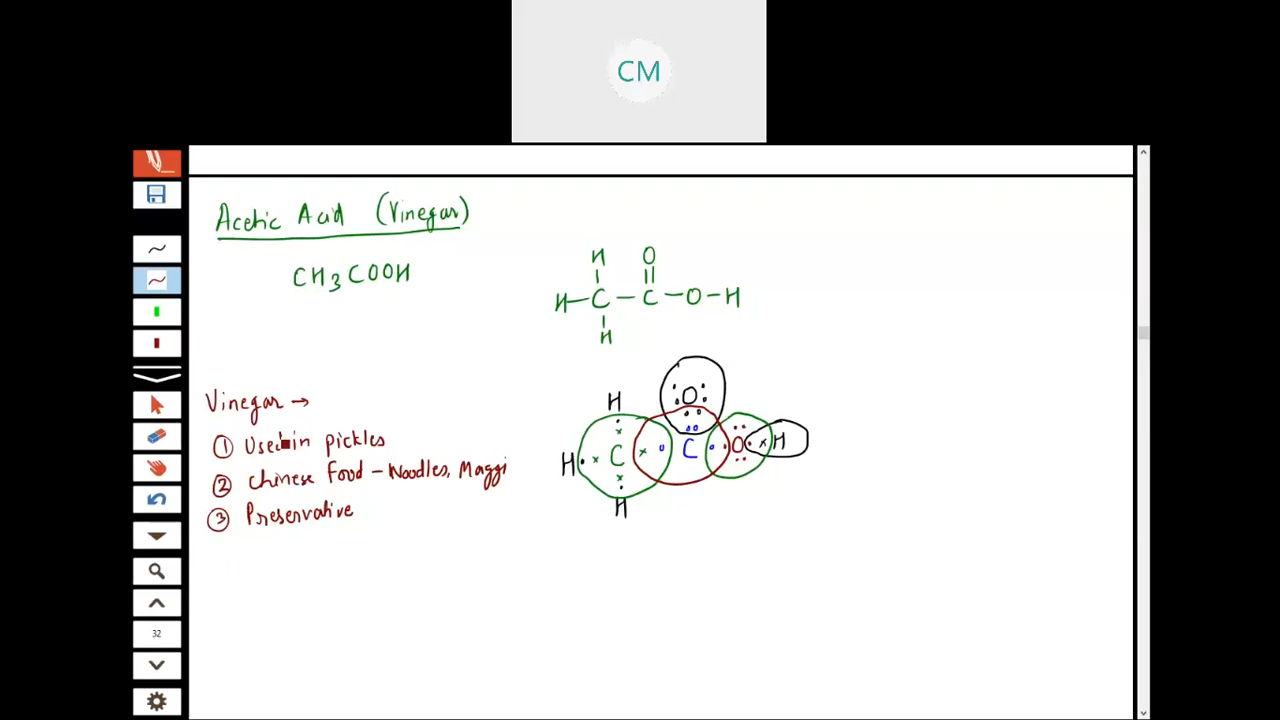 CM
Acetic Acid (Vinegar)
CH3COOH
H O
H-C-C-O-H
H
Vinegar →
① Used in pickles
② Chinese Food - Noodles, Maggi
③ Preservative
O
H
H C C O H
H
32